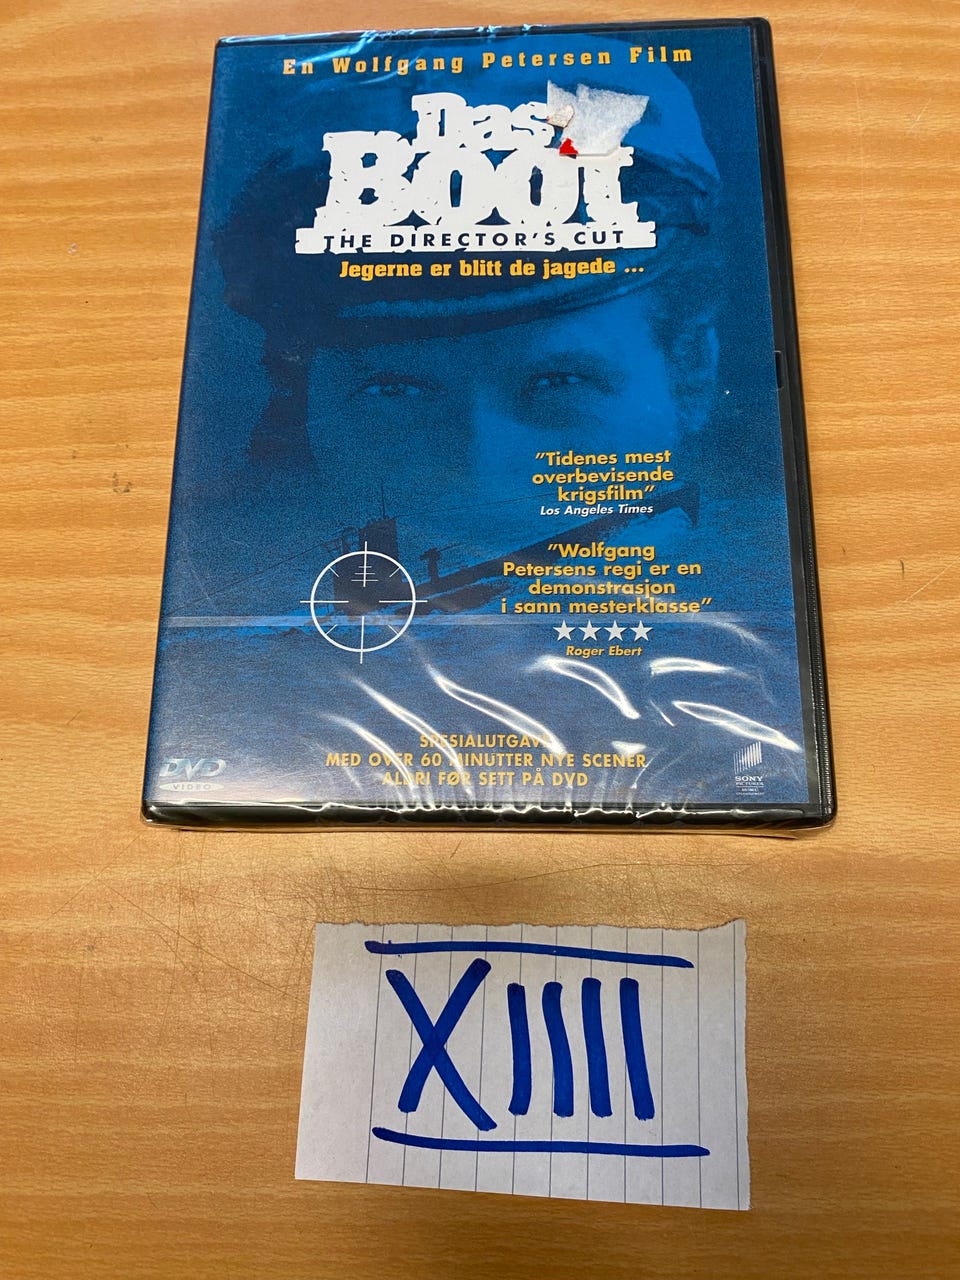 En Wolfgang Petersen Film
Das
Boot
THE DIRECTOR'S CUT
Jegerne er blitt de jagede ...
"Tidenes mest
overbevisende
krigsfilm"
Los Angeles Times
"Wolfgang
Petersens regi er en
demonstrasjon
i sann mesterklasse"
★★★★
Roger Ebert
SPESIALUTGAVE
MED OVER 60 MINUTTER NYE SCENER
ALDRI FØR SETT PÅ DVD
DVD
VIDEO
SONY
PICTURES
XIIII